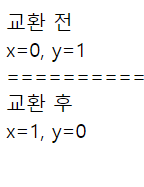 교환 전
x=0, y=1
==========
교환 후
x=1, y=0